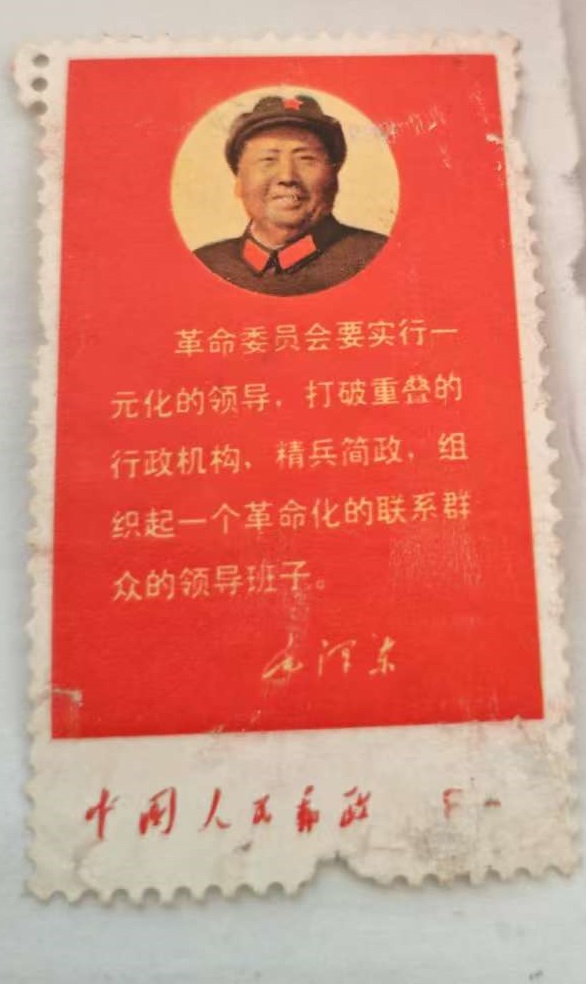 革命委员会要实行一
元化的领导，打破重叠的
行政机构，精兵简政，组
织起一个革命化的联系群
众的领导班子。
毛泽东
中国人民邮政 8